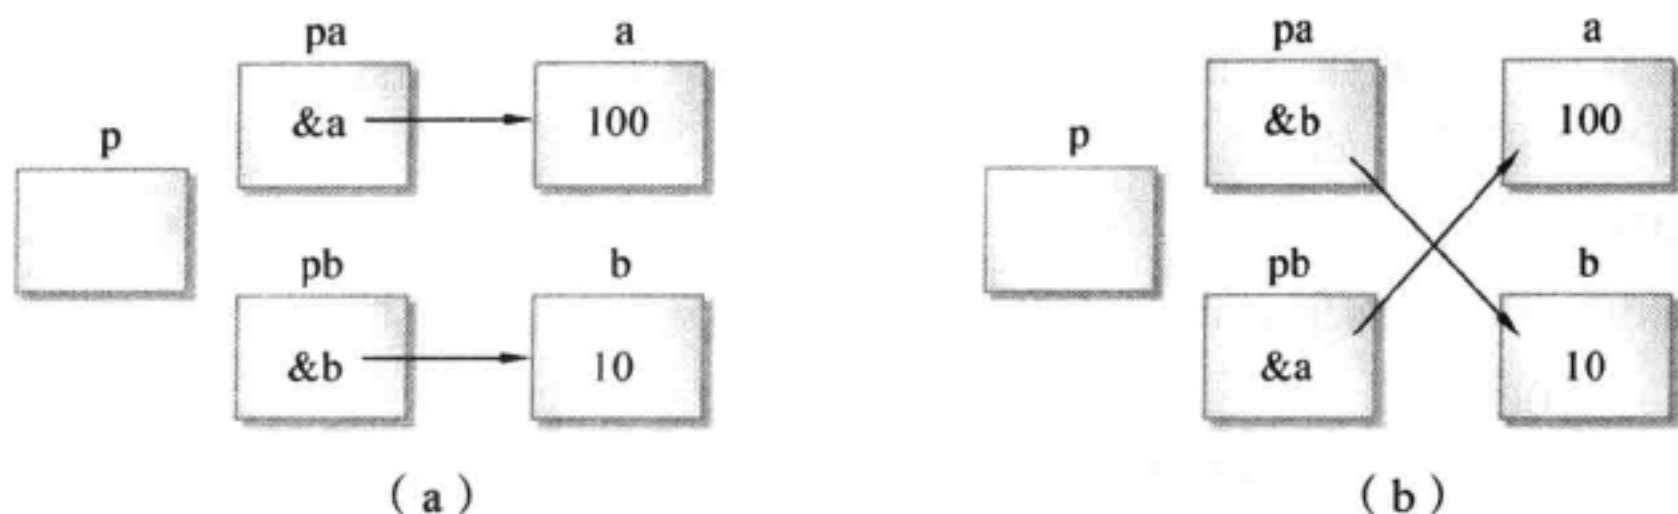 pa a pa a
&a 100 &b 100
p p
pb b pb b
&b 10 &a 10
( a ) ( b )